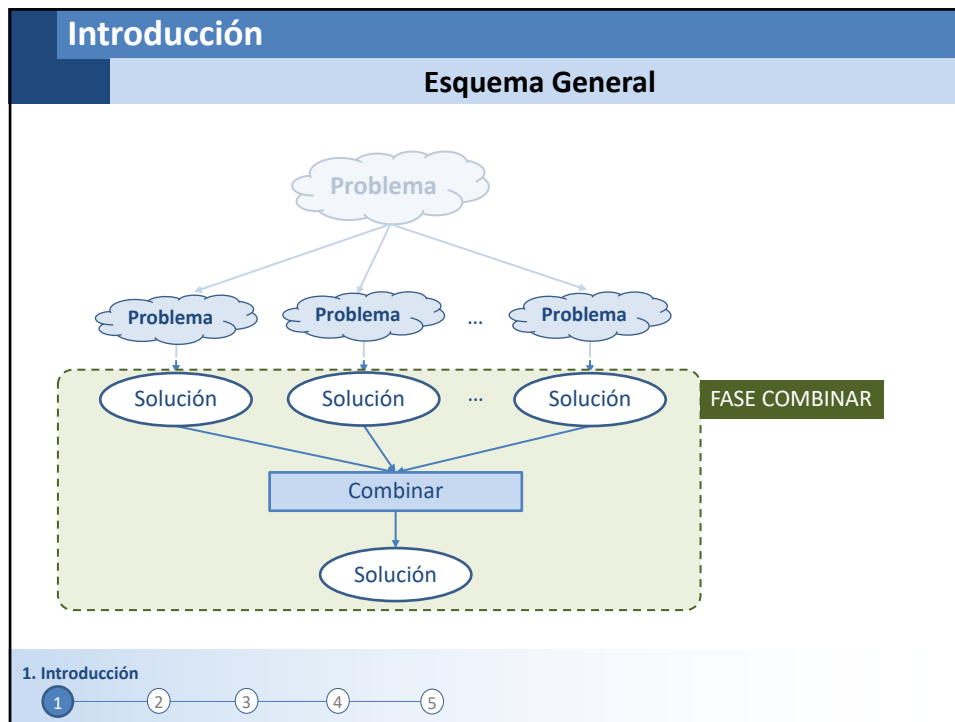 Introducción
Esquema General
Problema
Problema Problema ... Problema
Solución Solución ... Solución
FASE COMBINAR
Combinar
Solución
1. Introducción
1 2 3 4 5